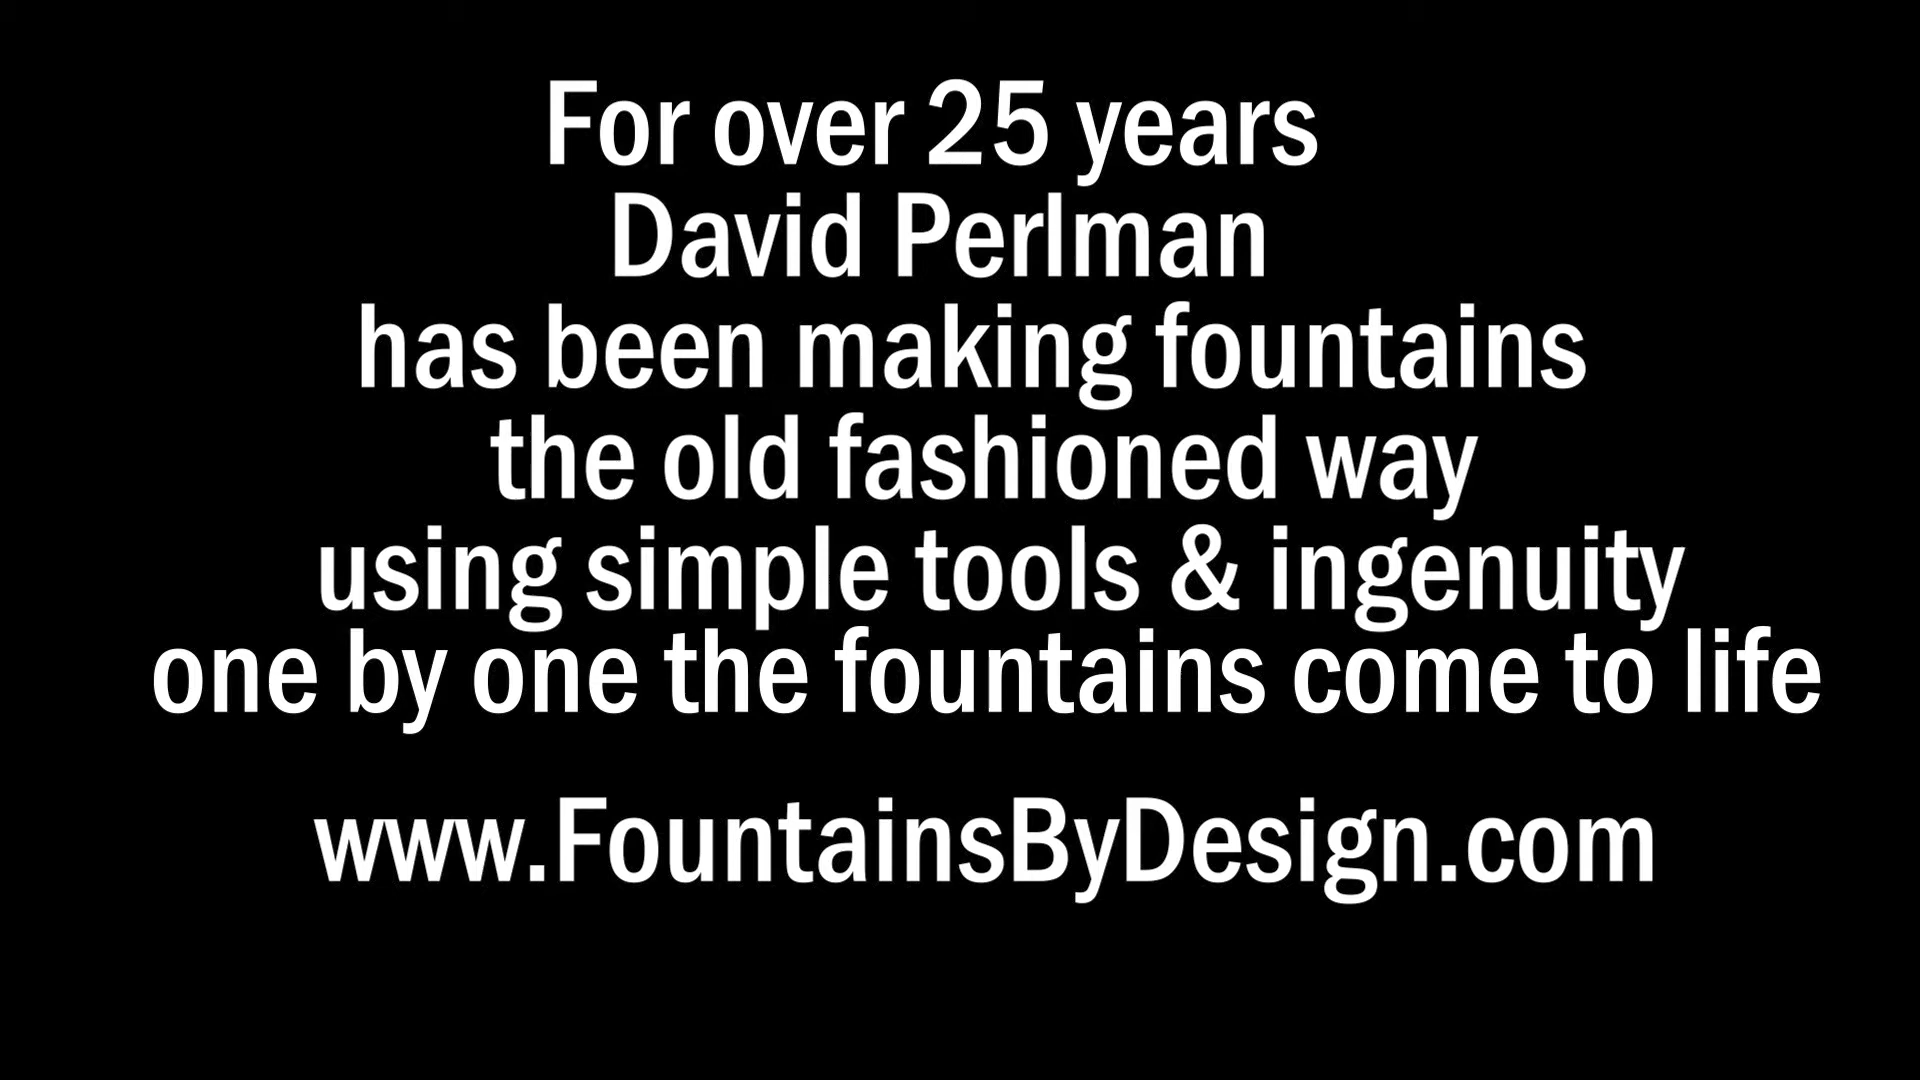 For over 25 years
David Perlman
has been making fountains
the old fashioned way
using simple tools & ingenuity
one by one the fountains come to life
www.FountainsByDesign.com